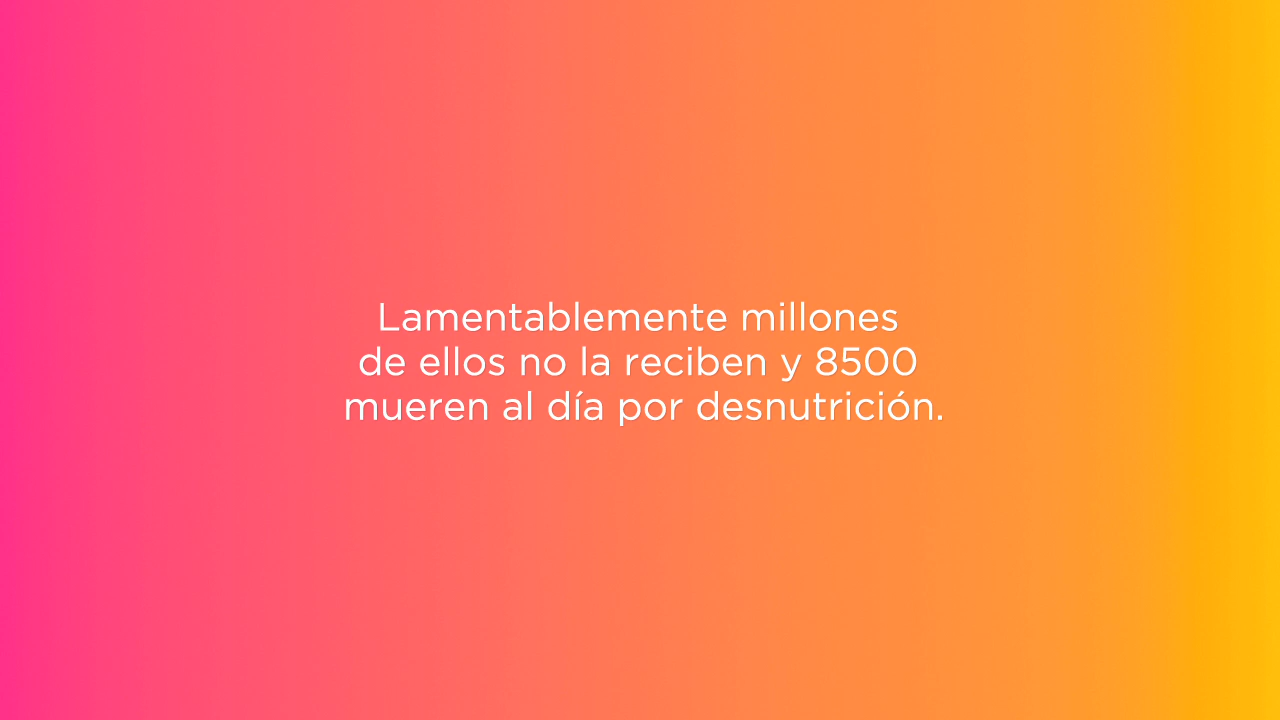 Lamentablemente millones
de ellos no la reciben y 8500
mueren al día por desnutrición.